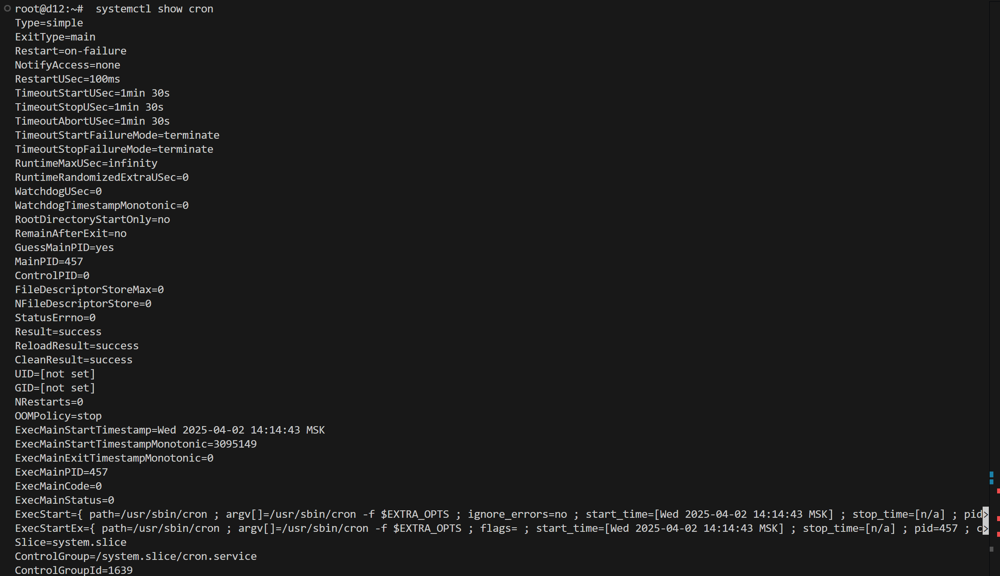 root@d12:~#  systemctl show cron
Type=simple
ExitType=main
Restart=on-failure
NotifyAccess=none
RestartUSec=100ms
TimeoutStartUSec=1min 30s
TimeoutStopUSec=1min 30s
TimeoutAbortUSec=1min 30s
TimeoutStartFailureMode=terminate
TimeoutStopFailureMode=terminate
RuntimeMaxUSec=infinity
RuntimeRandomizedExtraUSec=0
WatchdogUSec=0
WatchdogTimestampMonotonic=0
RootDirectoryStartOnly=no
RemainAfterExit=no
GuessMainPID=yes
MainPID=457
ControlPID=0
FileDescriptorStoreMax=0
NFileDescriptorStore=0
StatusErrno=0
Result=success
ReloadResult=success
CleanResult=success
UID=[not set]
GID=[not set]
NRestarts=0
OOMPolicy=stop
ExecMainStartTimestamp=Wed 2025-04-02 14:14:43 MSK
ExecMainStartTimestampMonotonic=3095149
ExecMainExitTimestampMonotonic=0
ExecMainPID=457
ExecMainCode=0
ExecMainStatus=0
ExecStart={ path=/usr/sbin/cron ; argv[]=/usr/sbin/cron -f $EXTRA_OPTS ; ignore_errors=no ; start_time=[Wed 2025-04-02 14:14:43 MSK] ; stop_time=[n/a] ; pid>
ExecStartEx={ path=/usr/sbin/cron ; argv[]=/usr/sbin/cron -f $EXTRA_OPTS ; flags= ; start_time=[Wed 2025-04-02 14:14:43 MSK] ; stop_time=[n/a] ; pid=457 ; c>
Slice=system.slice
ControlGroup=/system.slice/cron.service
ControlGroupId=1639